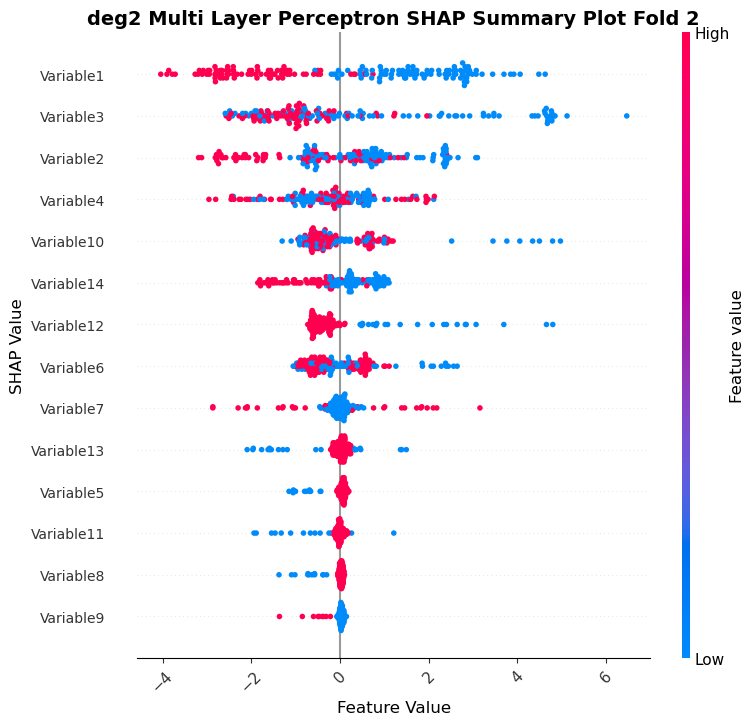 deg2 Multi Layer Perceptron SHAP Summary Plot Fold 2
High
Variable1
Variable3
Variable2
Variable4
Variable10
Variable14
Variable12
Variable6
Variable7
Variable13
Variable5
Variable11
Variable8
Variable9
SHAP Value
Feature value
Low
−4
−2
0
2
4
6
Feature Value